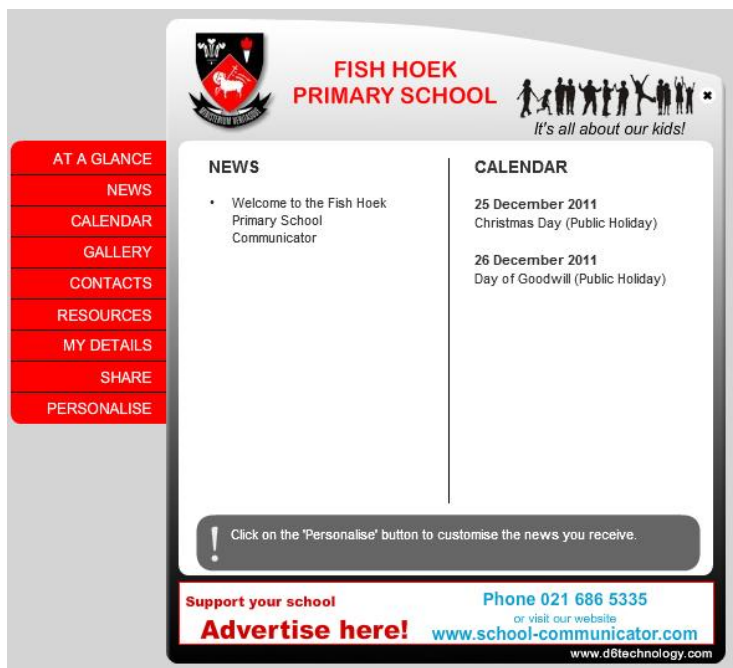 FISH HOEK
PRIMARY SCHOOL
It's all about our kids!
MINISTERIUM VERITASQUE
AT A GLANCE
NEWS
CALENDAR
GALLERY
CONTACTS
RESOURCES
MY DETAILS
SHARE
PERSONALISE
NEWS
• Welcome to the Fish Hoek
Primary School
Communicator
CALENDAR
25 December 2011
Christmas Day (Public Holiday)
26 December 2011
Day of Goodwill (Public Holiday)
! Click on the 'Personalise' button to customise the news you receive.
Support your school
Advertise here!
Phone 021 686 5335
or visit our website
www.school-communicator.com
www.d6technology.com